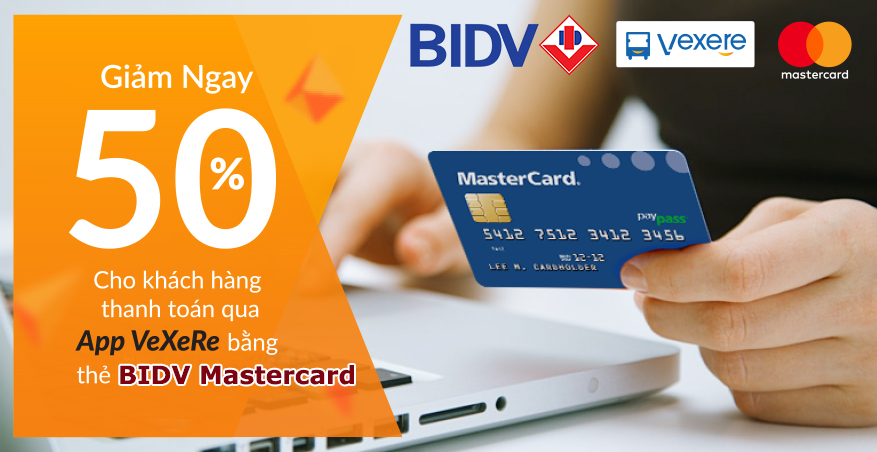 Giảm Ngay
50%
Cho khách hàng
thanh toán qua
App VeXeRe bằng
thẻ BIDV Mastercard
BIDV
vexere
mastercard
MasterCard.
paypass
5412 7512 3412 3456
12-12
LEE M. CARDHOLDER